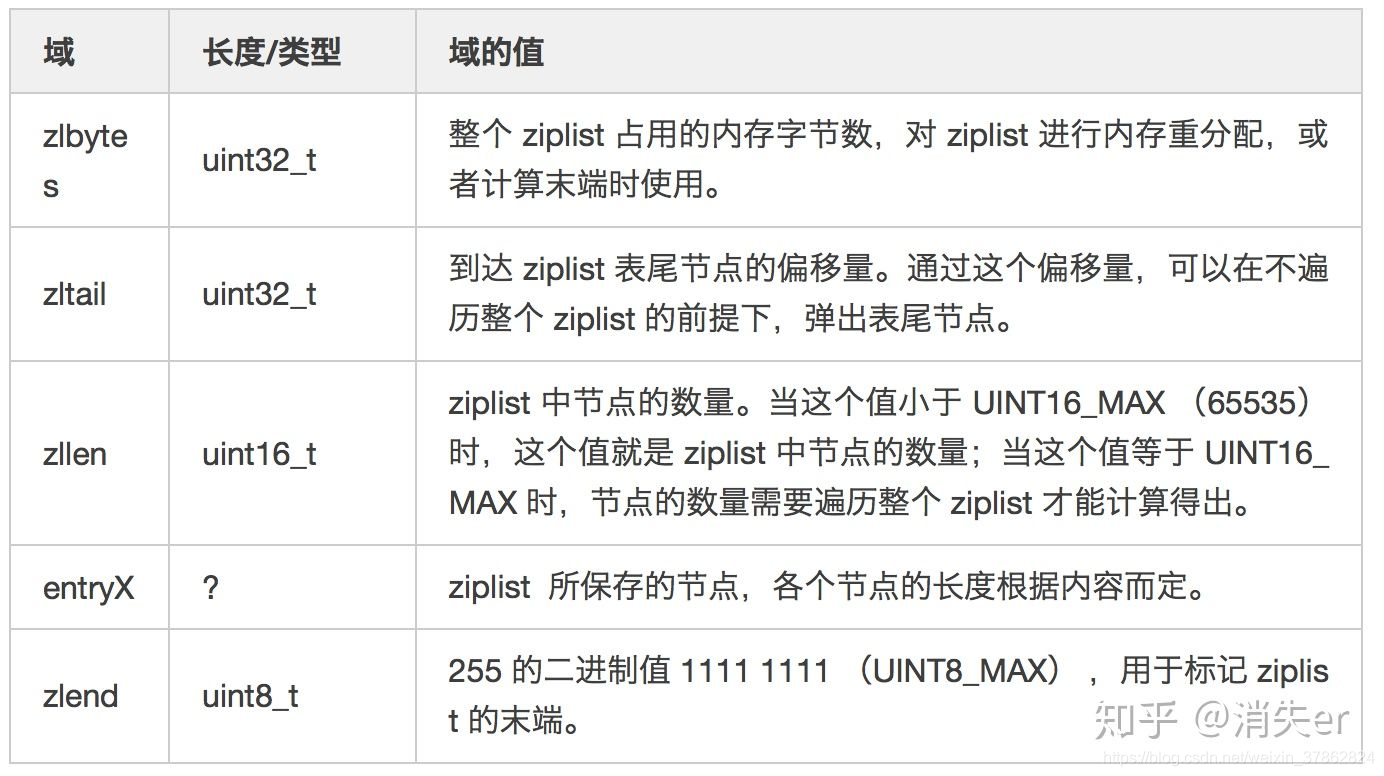 域 长度/类型 域的值
zlbyte
s
uint32_t
整个 ziplist 占用的内存字节数，对 ziplist 进行内存重分配，或
者计算末端时使用。
zltail
uint32_t
到达 ziplist 表尾节点的偏移量。通过这个偏移量，可以在不遍
历整个 ziplist 的前提下，弹出表尾节点。
zllen
uint16_t
ziplist 中节点的数量。当这个值小于 UINT16_MAX （65535）
时，这个值就是 ziplist 中节点的数量；当这个值等于 UINT16_
MAX 时，节点的数量需要遍历整个 ziplist 才能计算得出。
entryX
?
ziplist 所保存的节点，各个节点的长度根据内容而定。
zlend
uint8_t
255 的二进制值 1111 1111 （UINT8_MAX） ，用于标记 ziplis
t 的末端。
知乎 @消失er
https://blog.csdn.net/weixin_37862824